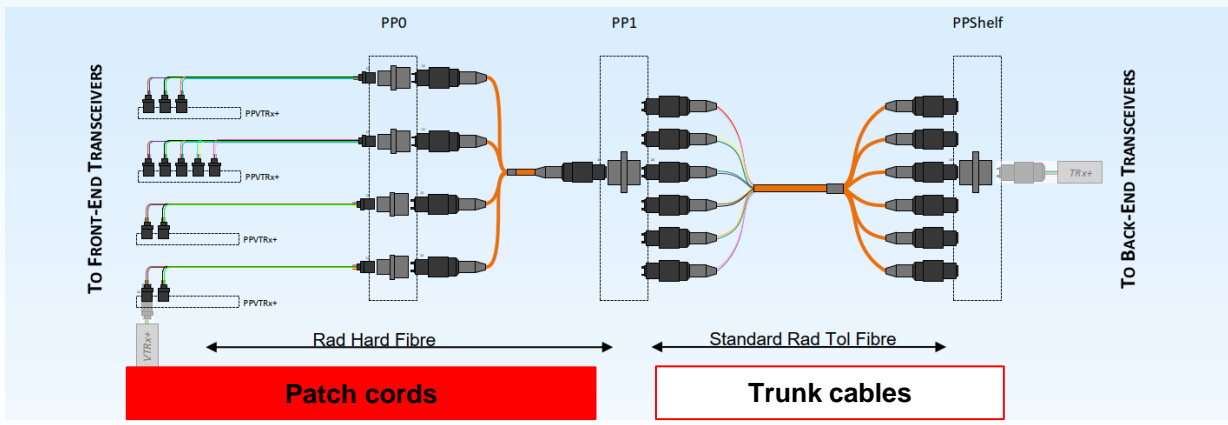 PP0
PP1
PPShelf
TO FRONT-END TRANSCEIVERS
PPVTRx+
PPVTRx+
PPVTRx+
PPVTRx+
VTRx+
TRx+
TO BACK-END TRANSCEIVERS
Rad Hard Fibre
Standard Rad Tol Fibre
Patch cords
Trunk cables